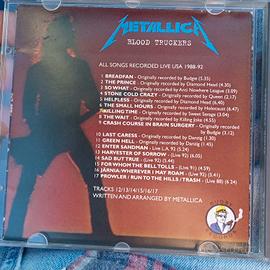 METALLICA
BLOOD TRUCKERS
ALL SONGS RECORDED LIVE USA 1988-92
1 BREADFAN - Originally recorded by Budgie (5.35)
2 THE PRINCE - Originally recorded by Diamond Head (4.30)
3 SO WHAT - Originally recorded by Anti Nowhere League (3.09)
4 STONE COLD CRAZY - Originally recorded by Queen (2.17)
5 HELPLESS - Originally recorded by Diamond Head (6.40)
6 THE SMALL HOURS - Originally recorded by Holocaust (6.47)
7 KILLING TIME - Originally recorded by Sweet Savage (3.04)
8 THE WAIT - Originally recorded by Killing Joke (4.55)
9 CRASH COURSE IN BRAIN SURGERY - Originally recorded
by Budgie (3.12)
10 LAST CARESS - Originally recorded by Danzig (1.30)
11 GREEN HELL - Originally recorded by Danzig (1.45)
12 ENTER SANDMAN - Live L.A. 92 (5.24)
13 HARVESTER OF SORROW - (Live 92) (6.05)
14 SAD BUT TRUE - (Live 92) (5.41)
15 FOR WHOM THE BELL TOLLS - (Live 91) (4.59)
16 (WHEREVER I MAY ROAM - (Live 92) (5.41)
17 PROWLER / RUN TO THE HILLS / TRASH - (Live 88) (6.24)
TRACKS 12/13/14/15/16/17
WRITTEN AND ARRANGED BY METALLICA